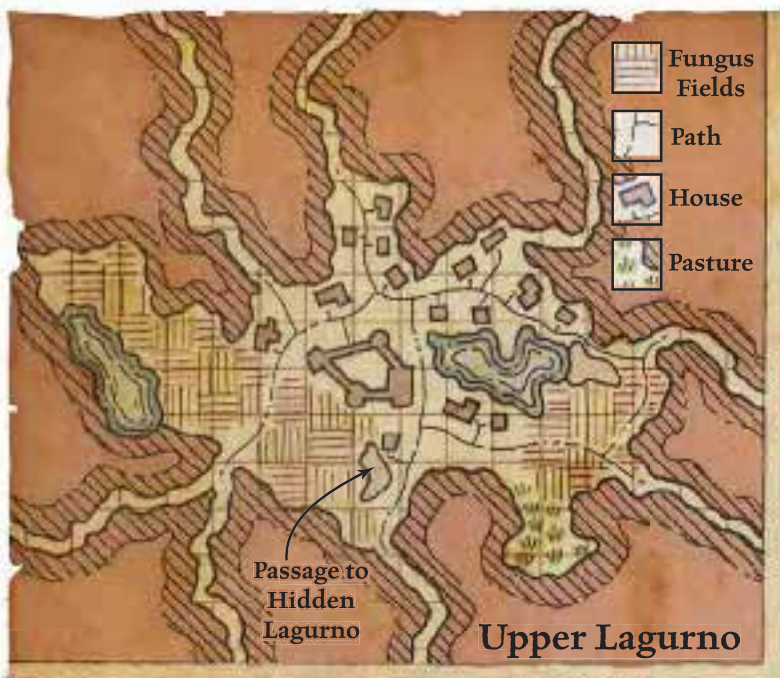 Fungus
Fields
Path
House
Pasture
Passage to
Hidden
Lagurno
Upper Lagurno